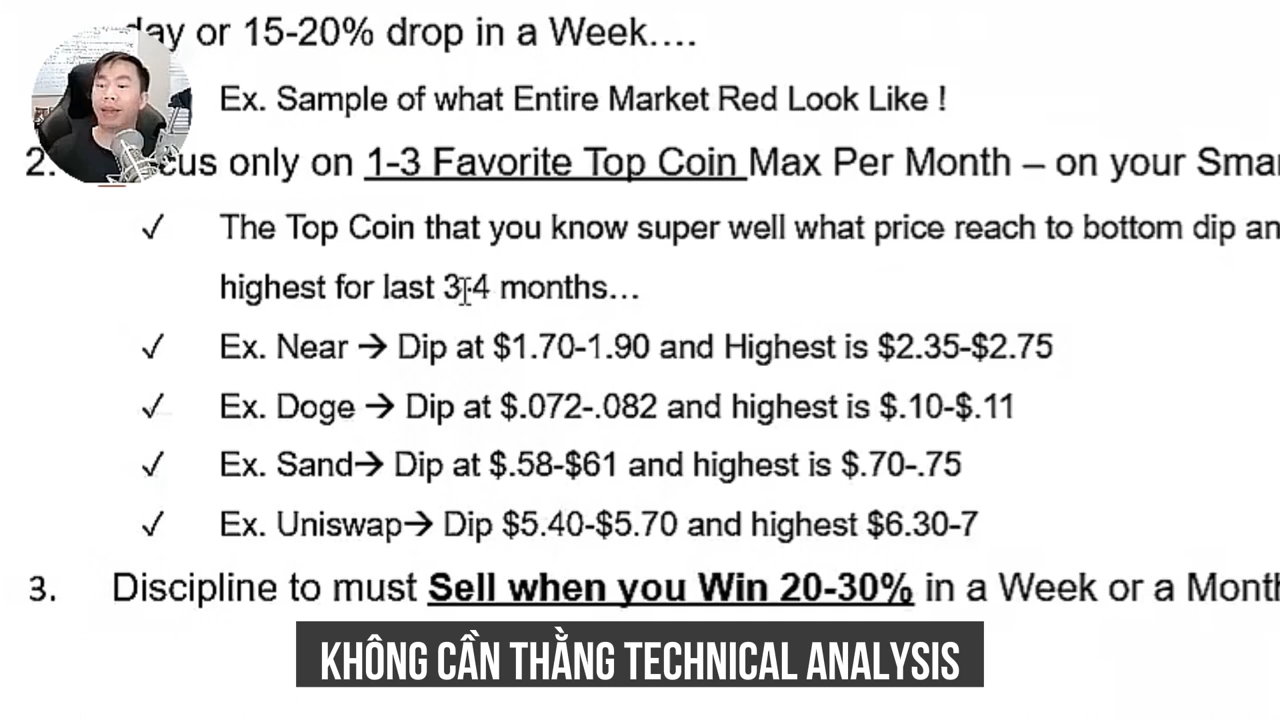 day or 15-20% drop in a Week....
Ex. Sample of what Entire Market Red Look Like !
2. cus only on 1-3 Favorite Top Coin Max Per Month – on your Smar
✓ The Top Coin that you know super well what price reach to bottom dip an
highest for last 3-4 months...
✓ Ex. Near → Dip at $1.70-1.90 and Highest is $2.35-$2.75
✓ Ex. Doge → Dip at $.072-.082 and highest is $.10-$.11
✓ Ex. Sand→ Dip at $.58-$61 and highest is $.70-.75
✓ Ex. Uniswap→ Dip $5.40-$5.70 and highest $6.30-7
3. Discipline to must Sell when you Win 20-30% in a Week or a Month
KHÔNG CẦN THẰNG TECHNICAL ANALYSIS